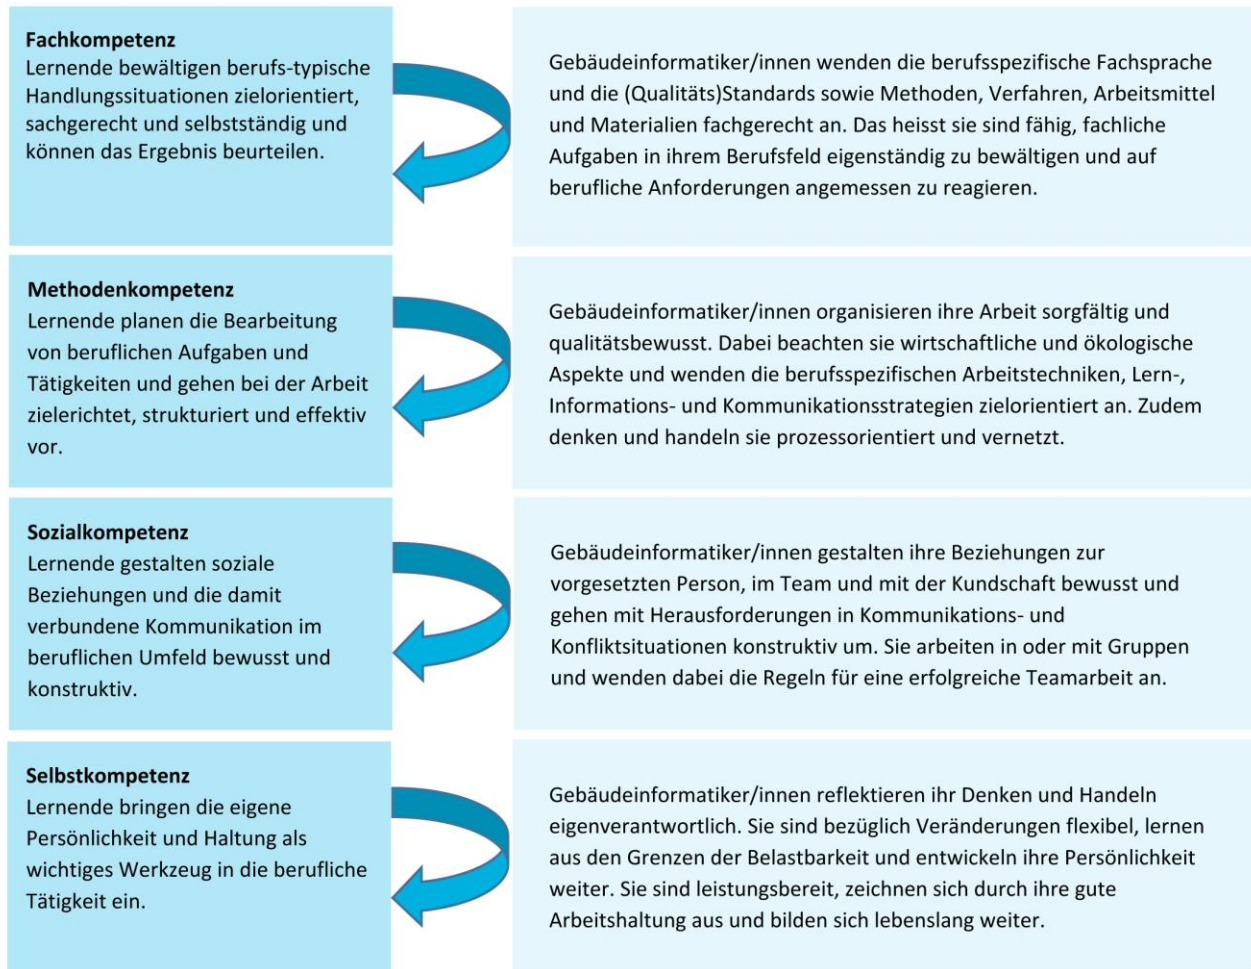 Fachkompetenz
Lernende bewältigen berufs-typische
Handlungssituationen zielorientiert,
sachgerecht und selbstständig und
können das Ergebnis beurteilen.
Gebäudeinformatiker/innen wenden die berufsspezifische Fachsprache
und die (Qualitäts)Standards sowie Methoden, Verfahren, Arbeitsmittel
und Materialien fachgerecht an. Das heisst sie sind fähig, fachliche
Aufgaben in ihrem Berufsfeld eigenständig zu bewältigen und auf
berufliche Anforderungen angemessen zu reagieren.
Methodenkompetenz
Lernende planen die Bearbeitung
von beruflichen Aufgaben und
Tätigkeiten und gehen bei der Arbeit
zielerichtet, strukturiert und effektiv
vor.
Gebäudeinformatiker/innen organisieren ihre Arbeit sorgfältig und
qualitätsbewusst. Dabei beachten sie wirtschaftliche und ökologische
Aspekte und wenden die berufsspezifischen Arbeitstechniken, Lern-,
Informations- und Kommunikationsstrategien zielorientiert an. Zudem
denken und handeln sie prozessorientiert und vernetzt.
Sozialkompetenz
Lernende gestalten soziale
Beziehungen und die damit
verbundene Kommunikation im
beruflichen Umfeld bewusst und
konstruktiv.
Gebäudeinformatiker/innen gestalten ihre Beziehungen zur
vorgesetzten Person, im Team und mit der Kundschaft bewusst und
gehen mit Herausforderungen in Kommunikations- und
Konfliktsituationen konstruktiv um. Sie arbeiten in oder mit Gruppen
und wenden dabei die Regeln für eine erfolgreiche Teamarbeit an.
Selbstkompetenz
Lernende bringen die eigene
Persönlichkeit und Haltung als
wichtiges Werkzeug in die berufliche
Tätigkeit ein.
Gebäudeinformatiker/innen reflektieren ihr Denken und Handeln
eigenverantwortlich. Sie sind bezüglich Veränderungen flexibel, lernen
aus den Grenzen der Belastbarkeit und entwickeln ihre Persönlichkeit
weiter. Sie sind leistungsbereit, zeichnen sich durch ihre gute
Arbeitshaltung aus und bilden sich lebenslang weiter.